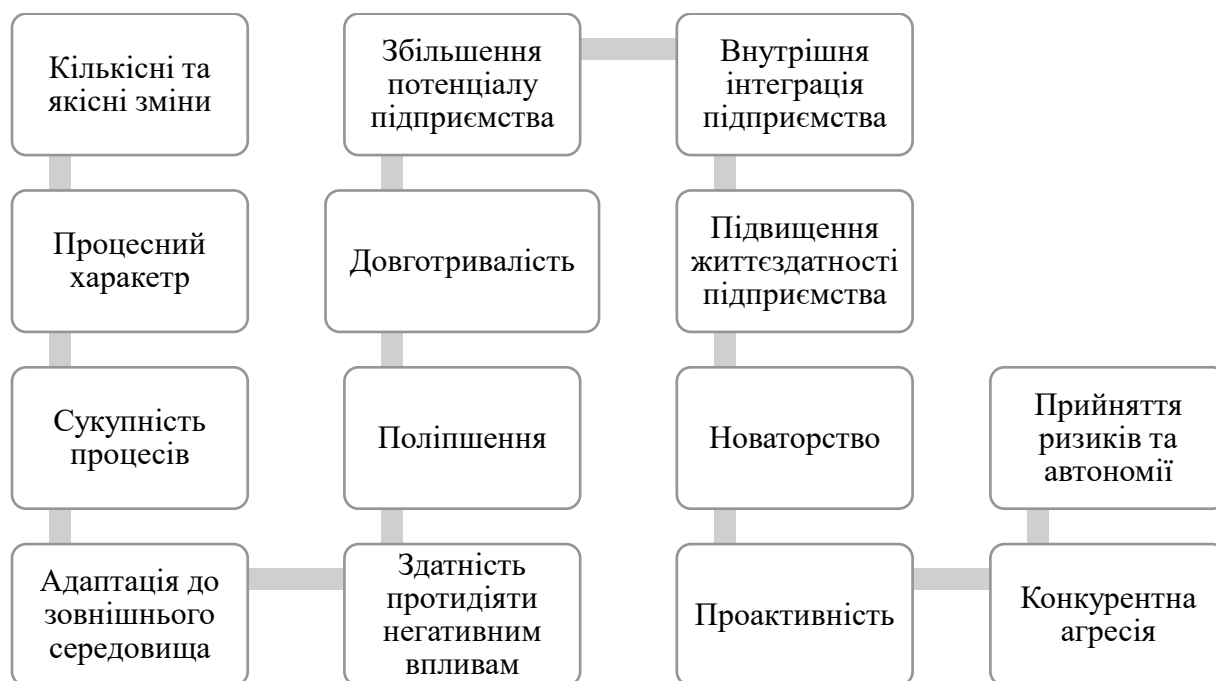 Кількісні та
якісні зміни
Процесний
характер
Сукупність
процесів
Адаптація до
зовнішнього
середовища
Здатність
протидіяти
негативним
впливам
Поліпшення
Довготривалість
Збільшення
потенціалу
підприємства
Внутрішня
інтеграція
підприємства
Підвищення
життєздатності
підприємства
Новаторство
Проактивність
Конкурентна
агресія
Прийняття
ризиків та
автономії